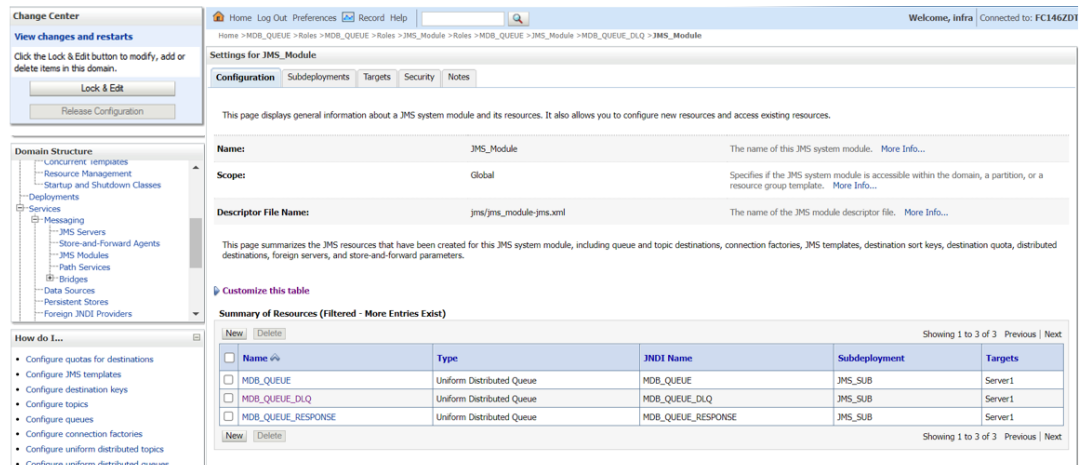 Change Center
View changes and restarts
Click the Lock & Edit button to modify, add or
delete items in this domain.
Lock & Edit
Release Configuration
Domain Structure
Concurrent Templates
Resource Management
Startup and Shutdown Classes
Deployments
Services
Messaging
JMS Servers
Store-and-Forward Agents
JMS Modules
Path Services
Bridges
Data Sources
Persistent Stores
Foreign JNDI Providers
How do I...
Configure quotas for destinations
Configure JMS templates
Configure destination keys
Configure topics
Configure queues
Configure connection factories
Configure uniform distributed topics
Configure uniform distributed queues
Home Log Out Preferences Record Help
Welcome, infra Connected to: FC146ZDT
Home >MDB_QUEUE >Roles >MDB_QUEUE >Roles >JMS_Module >Roles >MDB_QUEUE >JMS_Module >MDB_QUEUE_DLQ >JMS_Module
Settings for JMS_Module
Configuration Subdeployments Targets Security Notes
This page displays general information about a JMS system module and its resources. It also allows you to configure new resources and access existing resources.
Name: JMS_Module The name of this JMS system module. More Info...
Scope: Global Specifies if the JMS system module is accessible within the domain, a partition, or a
resource group template. More Info...
Descriptor File Name: jms/jms_module-jms.xml The name of the JMS module descriptor file. More Info...
This page summarizes the JMS resources that have been created for this JMS system module, including queue and topic destinations, connection factories, JMS templates, destination sort keys, destination quota, distributed
destinations, foreign servers, and store-and-forward parameters.
Customize this table
Summary of Resources (Filtered - More Entries Exist)
New Delete Showing 1 to 3 of 3 Previous | Next
Name Type JNDI Name Subdeployment Targets
MDB_QUEUE Uniform Distributed Queue MDB_QUEUE JMS_SUB Server1
MDB_QUEUE_DLQ Uniform Distributed Queue MDB_QUEUE_DLQ JMS_SUB Server1
MDB_QUEUE_RESPONSE Uniform Distributed Queue MDB_QUEUE_RESPONSE JMS_SUB Server1
New Delete Showing 1 to 3 of 3 Previous | Next